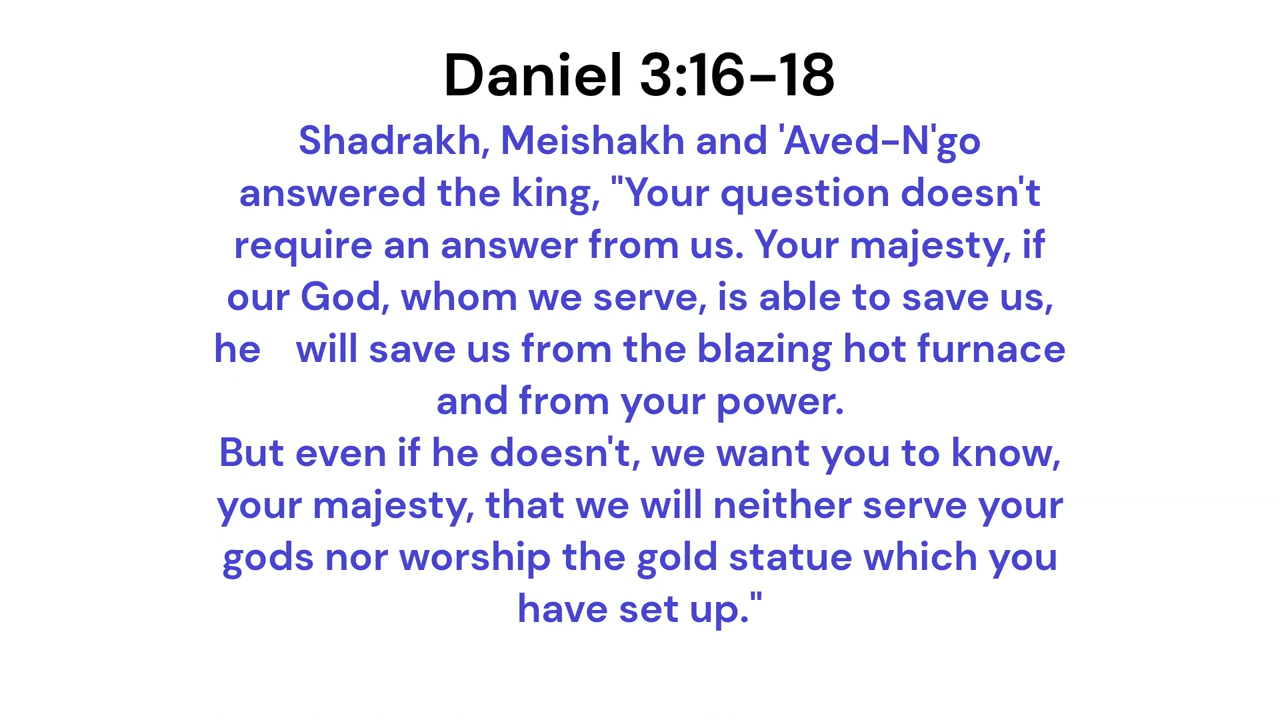 Daniel 3:16-18
Shadrakh, Meishakh and 'Aved-N'go
answered the king, "Your question doesn't
require an answer from us. Your majesty, if
our God, whom we serve, is able to save us,
he   will save us from the blazing hot furnace
and from your power.
But even if he doesn't, we want you to know,
your majesty, that we will neither serve your
gods nor worship the gold statue which you
have set up."